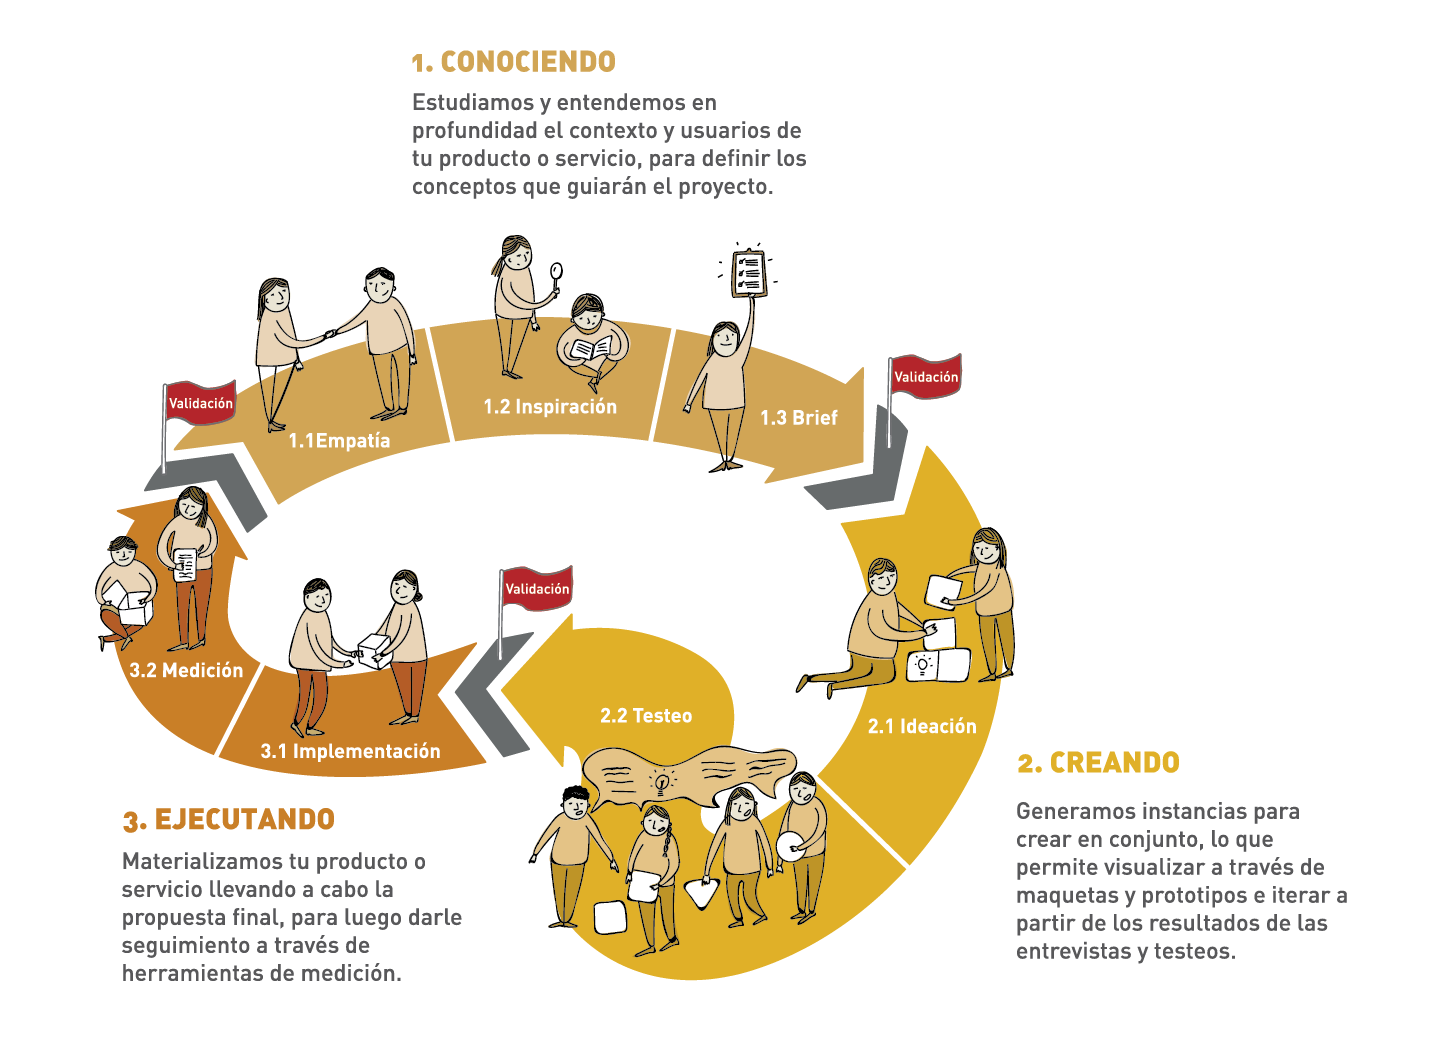 1. CONOCIENDO
Estudiamos y entendemos en
profundidad el contexto y usuarios de
tu producto o servicio, para definir los
conceptos que guiarán el proyecto.
Validación
1.1Empatía
1.2 Inspiración
1.3 Brief
Validación
2.1 Ideación
2. CREANDO
Generamos instancias para
crear en conjunto, lo que
permite visualizar a través de
maquetas y prototipos e iterar a
partir de los resultados de las
entrevistas y testeos.
2.2 Testeo
Validación
3.1 Implementación
3.2 Medición
3. EJECUTANDO
Materializamos tu producto o
servicio llevando a cabo la
propuesta final, para luego darle
seguimiento a través de
herramientas de medición.